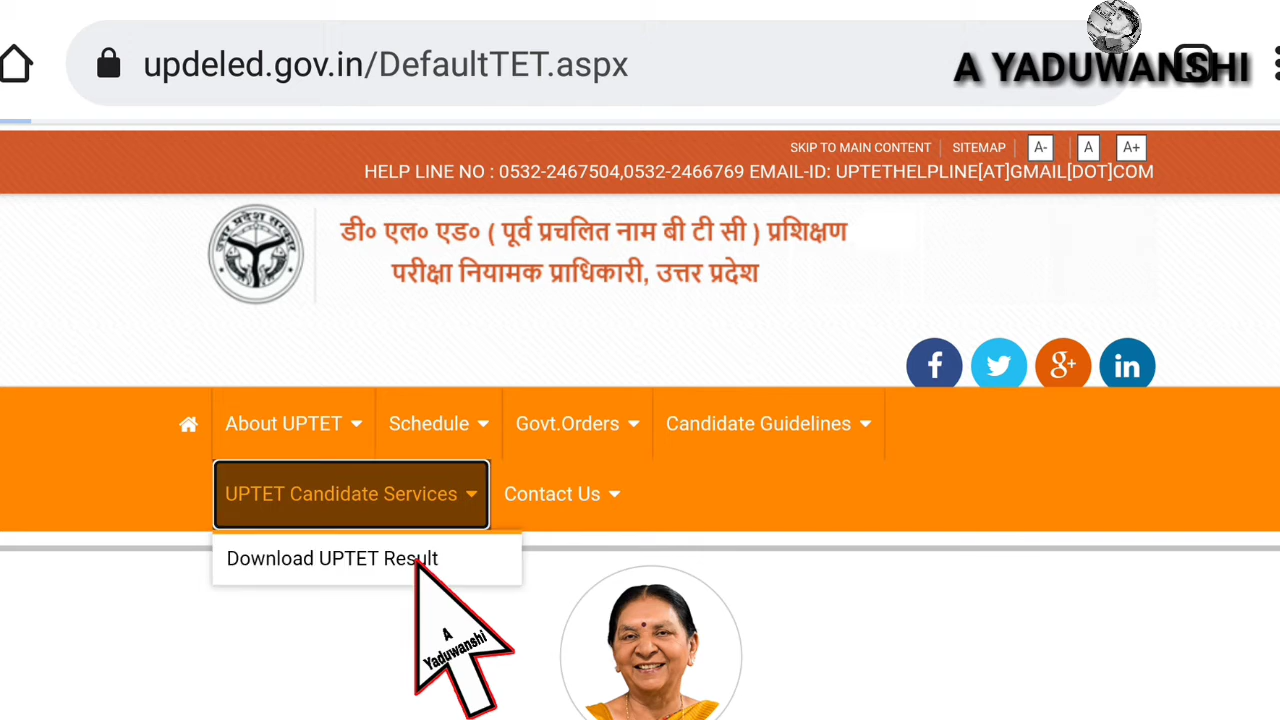 updeled.gov.in/DefaultTET.aspx
A YADUWANSHI
SKIP TO MAIN CONTENT SITEMAP A- A A+
HELP LINE NO : 0532-2467504,0532-2466769 EMAIL-ID: UPTETHELPLINE[AT]GMAIL[DOT]COM
डी० एल० एड० ( पूर्व प्रचलित नाम बी टी सी ) प्रशिक्षण
परीक्षा नियामक प्राधिकारी, उत्तर प्रदेश
About UPTET Schedule Govt.Orders Candidate Guidelines
UPTET Candidate Services Contact Us
Download UPTET Result
A
Yaduwanshi